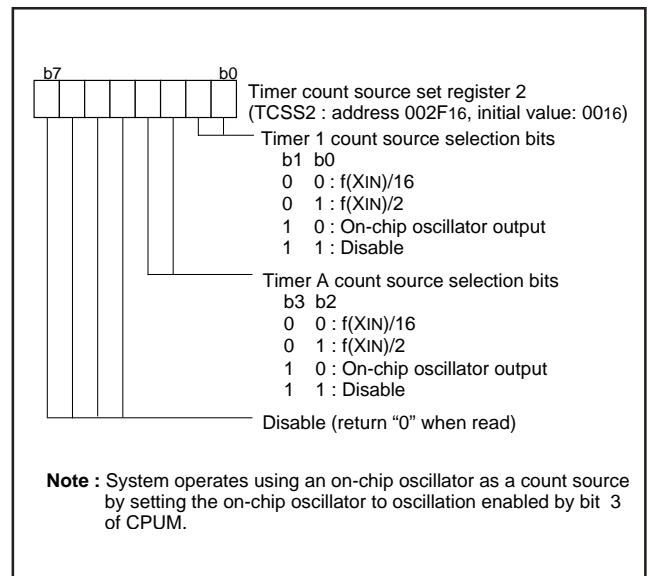 b7 b0
Timer count source set register 2
(TCSS2 : address 002F16, initial value: 0016)
Timer 1 count source selection bits
b1 b0
0 0 : f(XIN)/16
0 1 : f(XIN)/2
1 0 : On-chip oscillator output
1 1 : Disable
Timer A count source selection bits
b3 b2
0 0 : f(XIN)/16
0 1 : f(XIN)/2
1 0 : On-chip oscillator output
1 1 : Disable
Disable (return “0” when read)
Note : System operates using an on-chip oscillator as a count source
by setting the on-chip oscillator to oscillation enabled by bit 3
of CPUM.